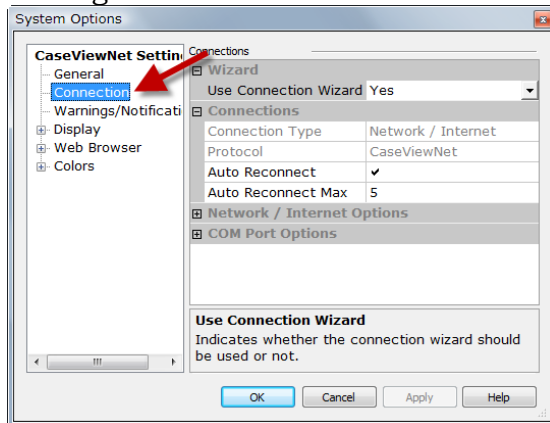 System Options
CaseViewNet Settin
General
Connection
Warnings/Notificati
Display
Web Browser
Colors
Connections
Wizard
Use Connection Wizard Yes
Connections
Connection Type Network / Internet
Protocol CaseViewNet
Auto Reconnect
Auto Reconnect Max 5
Network / Internet Options
COM Port Options
Use Connection Wizard
Indicates whether the connection wizard should
be used or not.
OK Cancel Apply Help